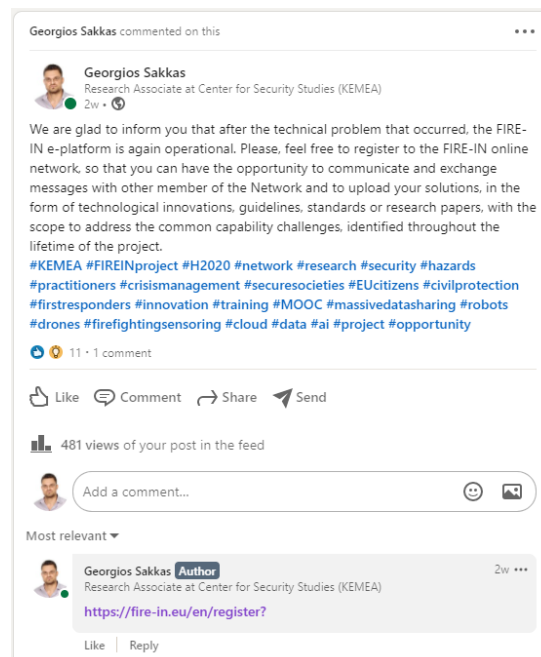 Georgios Sakkas commented on this
Georgios Sakkas
Research Associate at Center for Security Studies (KEMEA)
2w •
We are glad to inform you that after the technical problem that occurred, the FIRE-
IN e-platform is again operational. Please, feel free to register to the FIRE-IN online
network, so that you can have the opportunity to communicate and exchange
messages with other member of the Network and to upload your solutions, in the
form of technological innovations, guidelines, standards or research papers, with the
scope to address the common capability challenges, identified throughout the
lifetime of the project.
#KEMEA #FIREINproject #H2020 #network #research #security #hazards
#practitioners #crisismanagement #securesocieties #EUcitizens #civilprotection
#firstresponders #innovation #training #MOOC #massivedatasharing #robots
#drones #firefightingsensoring #cloud #data #ai #project #opportunity
11 • 1 comment
Like Comment Share Send
481 views of your post in the feed
Add a comment...
Most relevant
Georgios Sakkas Author 2w
Research Associate at Center for Security Studies (KEMEA)
https://fire-in.eu/en/register?
Like | Reply